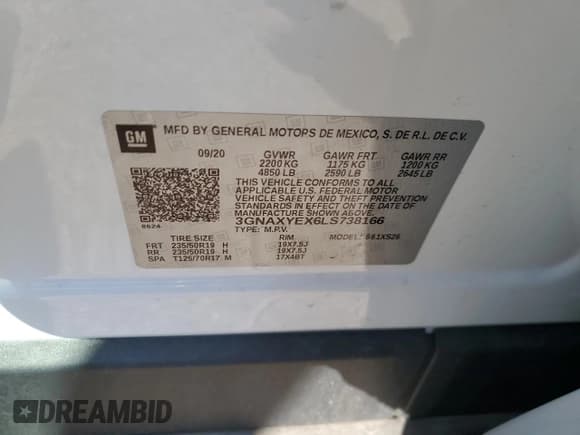 GM
MFD BY GENERAL MOTORS DE MEXICO, S. DE R.L. DE C.V.
09/20 GVWR GAWR FRT GAWR RR
2200 KG 1175 KG 1200 KG
4850 LB 2590 LB 2645 LB
THIS VEHICLE CONFORMS TO ALL
APPLICABLE U.S. FEDERAL MOTOR
VEHICLE SAFETY AND THEFT PREVENTION
STANDARDS IN EFFECT ON THE DATE OF
MANUFACTURE SHOWN ABOVE.
3GNAXYEX6LS738166
8624 TYPE: M.P.V.
TIRE SIZE RIM MODEL:
FRT 235/50R19 H 19X7.5J
RR 235/50R19 H 19X7.5J
SPA T125/70R17 M 17X4BT
DREAMBID